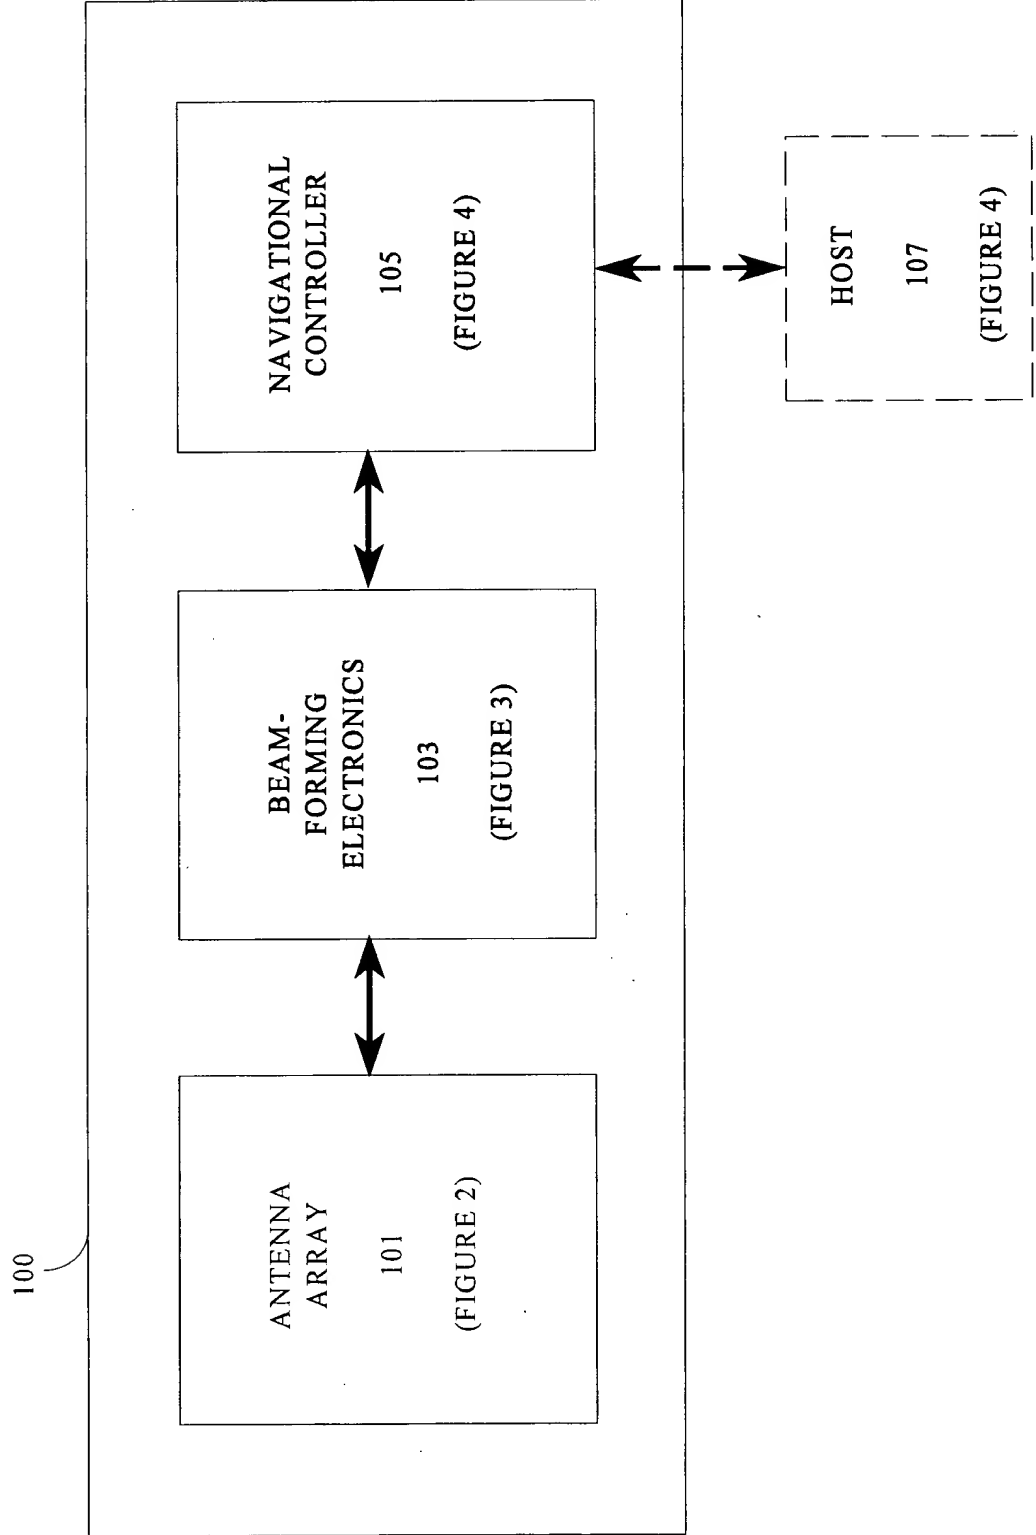 100
ANTENNA
ARRAY
101
(FIGURE 2)
BEAM-
FORMING
ELECTRONICS
103
(FIGURE 3)
NAVIGATIONAL
CONTROLLER
105
(FIGURE 4)
HOST
107
(FIGURE 4)